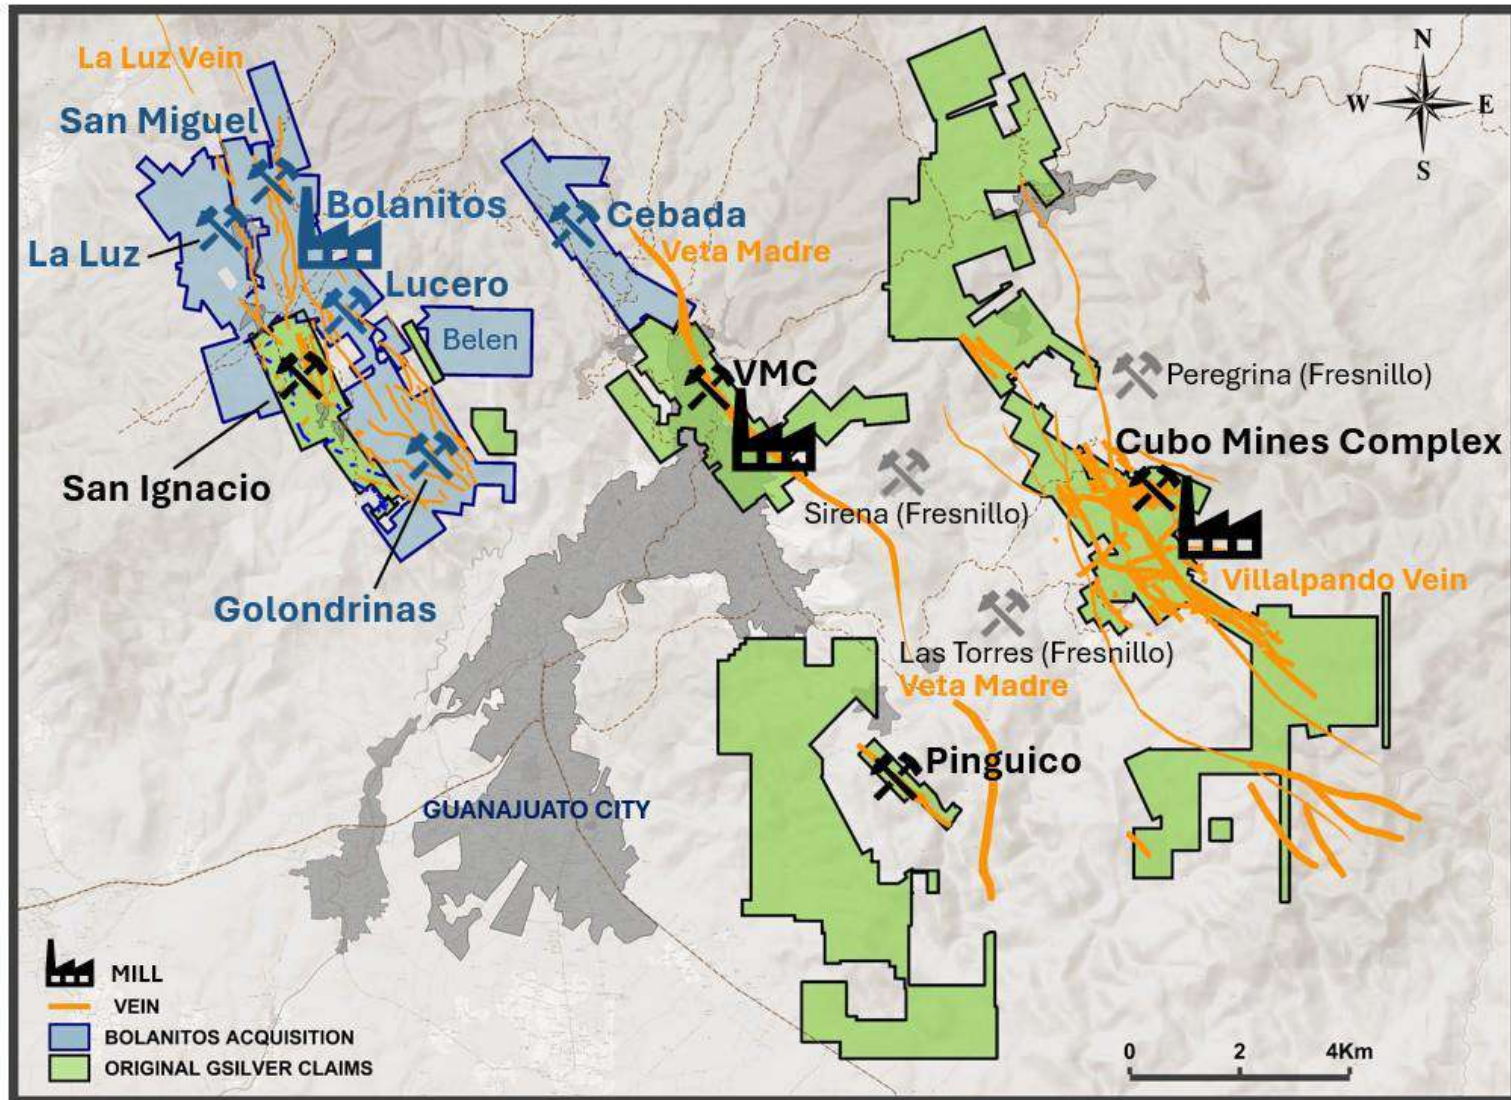 La Luz Vein
San Miguel
Bolanitos
La Luz
Lucero
Belen
San Ignacio
Golondrinas
Cebada
Veta Madre
VMC
Sirena (Fresnillo)
Peregrina (Fresnillo)
Cubo Mines Complex
Villalpando Vein
Las Torres (Fresnillo)
Veta Madre
Pinguico
GUANAJUATO CITY
N
W
E
S
MILL
VEIN
BOLANITOS ACQUISITION
ORIGINAL GSILVER CLAIMS
0 2 4Km